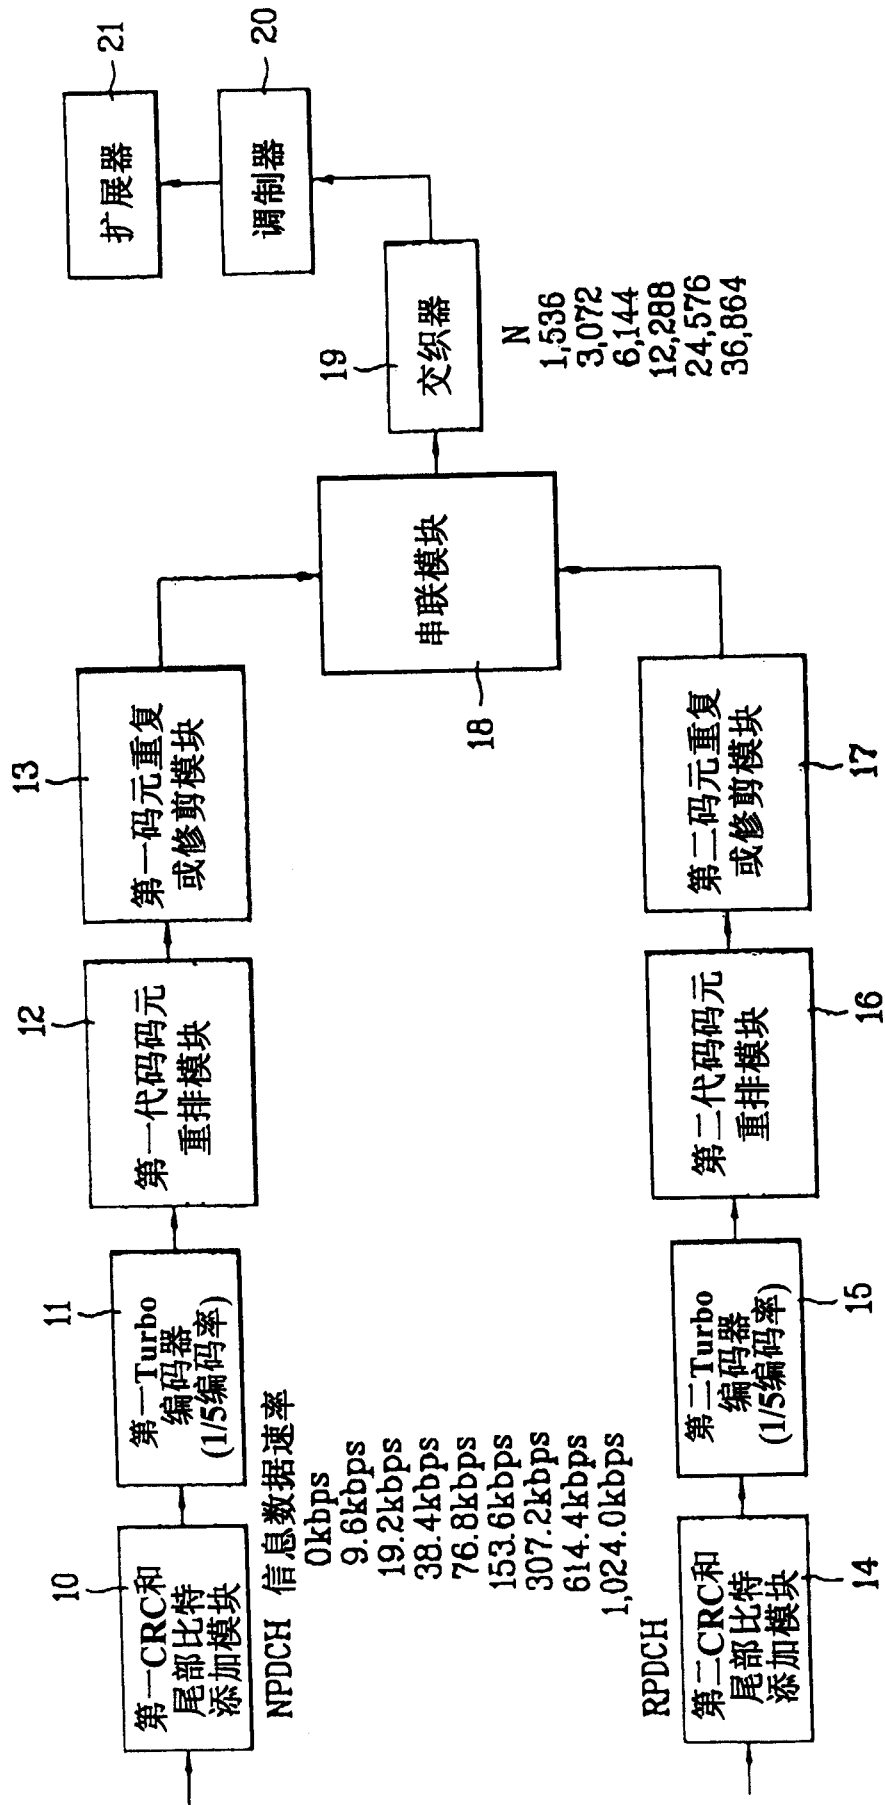 10
第一CRC和
尾部比特
添加模块
11
第一Turbo
编码器
(1/5编码率)
12
第一代码码元
重排模块
13
第一码元重复
或修剪模块
NPDCH 信息数据速率
0kbps
9.6kbps
19.2kbps
38.4kbps
76.8kbps
153.6kbps
307.2kbps
614.4kbps
1,024.0kbps
串联模块
18
19
交织器
N
1,536
3,072
6,144
12,288
24,576
36,864
调制器
20
扩展器
21
RPDCH
第二CRC和
尾部比特
添加模块
14
第二Turbo
编码器
(1/5编码率)
15
第二代码码元
重排模块
16
第二码元重复
或修剪模块
17